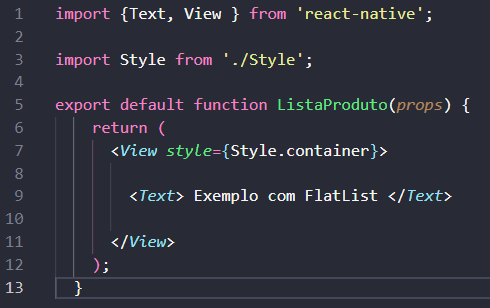 1 import {Text, View } from 'react-native';
2
3 import Style from './Style';
4
5 export default function ListaProduto(props) {
6     return (
7       <View style={Style.container}>
8
9         <Text> Exemplo com FlatList </Text>
10
11       </View>
12     );
13   }